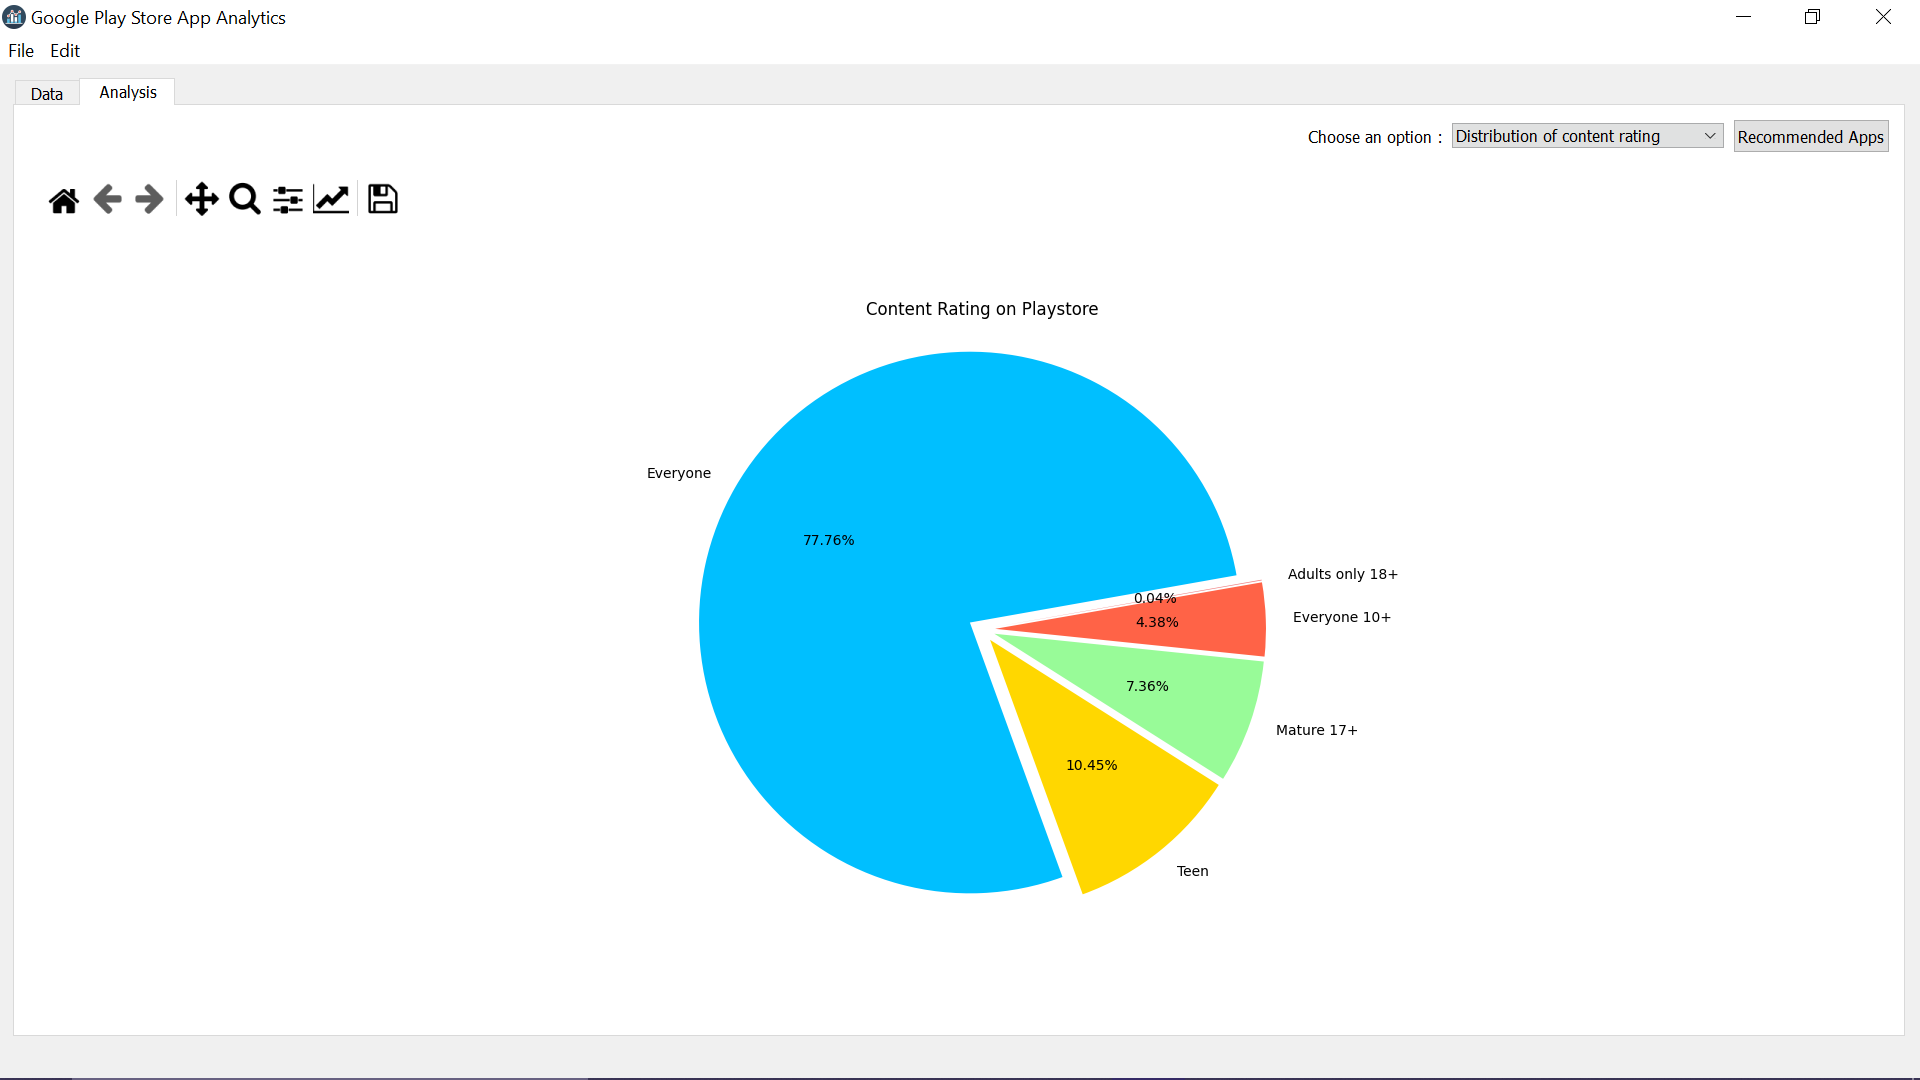 Google Play Store App Analytics
File Edit
Data Analysis
Choose an option : Distribution of content rating Recommended Apps
Content Rating on Playstore
Everyone
77.76%
Adults only 18+
0.04%
Everyone 10+
4.38%
7.36%
Mature 17+
10.45%
Teen